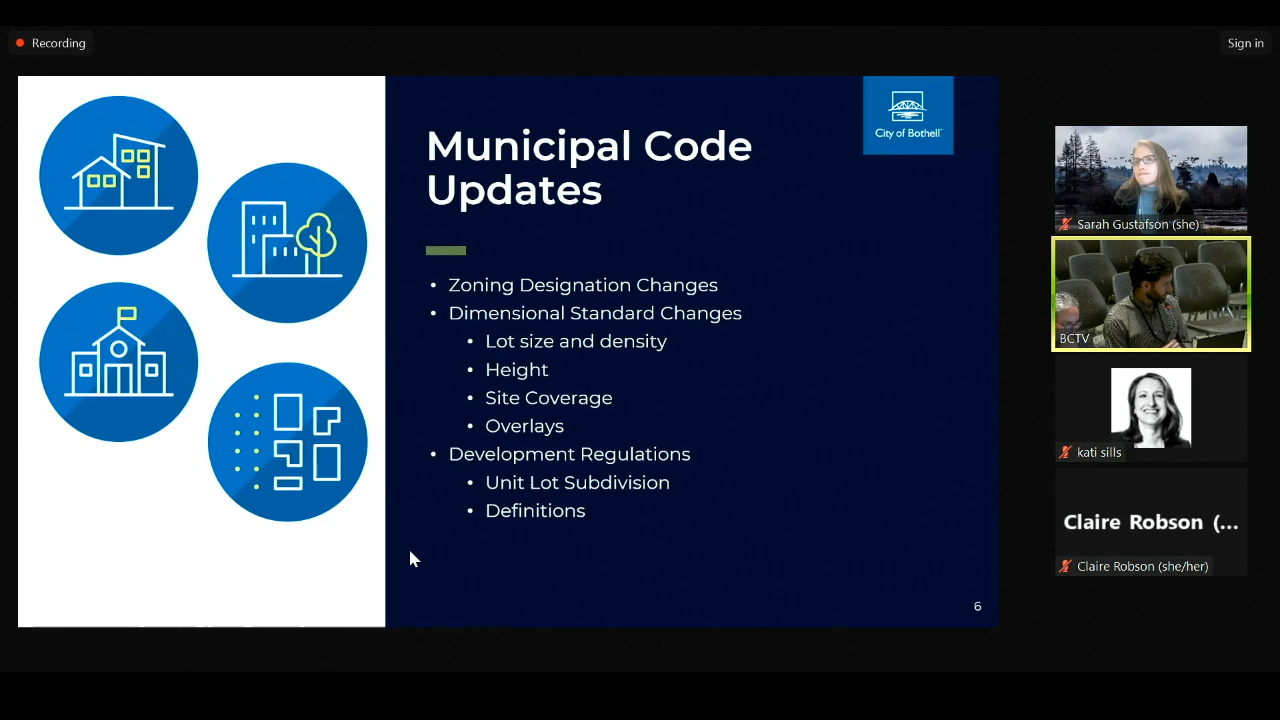 Recording
Sign in
City of Bothell
Municipal Code
Updates
• Zoning Designation Changes
• Dimensional Standard Changes
• Lot size and density
• Height
• Site Coverage
• Overlays
• Development Regulations
• Unit Lot Subdivision
• Definitions
6
Sarah Gustafson (she)
BCTV
kati sills
Claire Robson (...
Claire Robson (she/her)